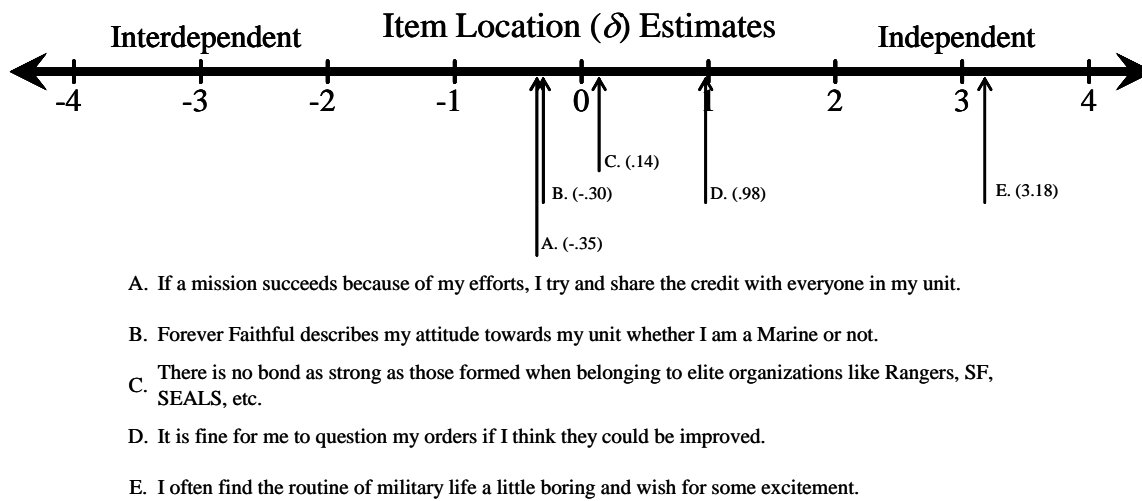 Item Location (δ) Estimates
Interdependent
Independent
-4 -3 -2 -1 0 1 2 3 4
C. (.14)
B. (-.30)
D. (.98)
E. (3.18)
A. (-.35)
A. If a mission succeeds because of my efforts, I try and share the credit with everyone in my unit.
B. Forever Faithful describes my attitude towards my unit whether I am a Marine or not.
C. There is no bond as strong as those formed when belonging to elite organizations like Rangers, SF,
SEALS, etc.
D. It is fine for me to question my orders if I think they could be improved.
E. I often find the routine of military life a little boring and wish for some excitement.